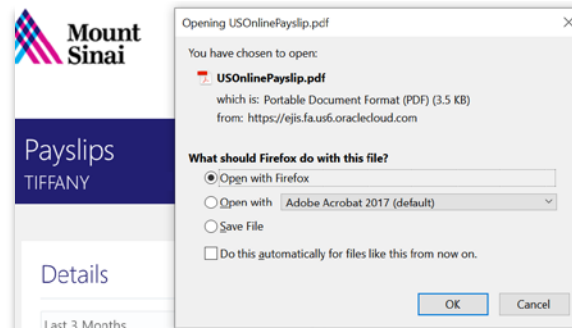 Mount
Sinai
Payslips
TIFFANY
Details
Last 3 Months
Opening USOnlinePayslip.pdf
You have chosen to open:
USOnlinePayslip.pdf
which is: Portable Document Format (PDF) (3.5 KB)
from: https://ejis.fa.us6.oraclecloud.com
What should Firefox do with this file?
Open with Firefox
Open with Adobe Acrobat 2017 (default)
Save File
Do this automatically for files like this from now on.
OK Cancel